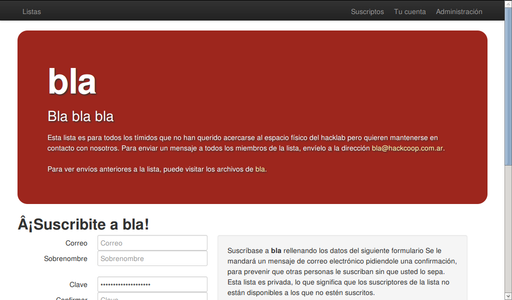 Listas Suscriptos Tu cuenta Administración
bla
Bla bla bla
Esta lista es para todos los tímidos que no han querido acercarse al espacio físico del hacklab pero quieren mantenerse en
contacto con nosotros. Para enviar un mensaje a todos los miembros de la lista, envíelo a la dirección bla@hackcoop.com.ar.
Para ver envíos anteriores a la lista, puede visitar los archivos de bla.
Â¡Suscribite a bla!
Correo Correo
Sobrenombre Sobrenombre
Clave ••••••••••••••••••••
Confirmar Clave
Suscríbase a bla rellenando los datos del siguiente formulario Se le
mandará un mensaje de correo electrónico pidiendole una confirmación,
para prevenir que otras personas le suscriban sin que usted lo sepa.
Esta lista es privada, lo que significa que los suscriptores de la lista no
están disponibles a los que no estén suscritos.